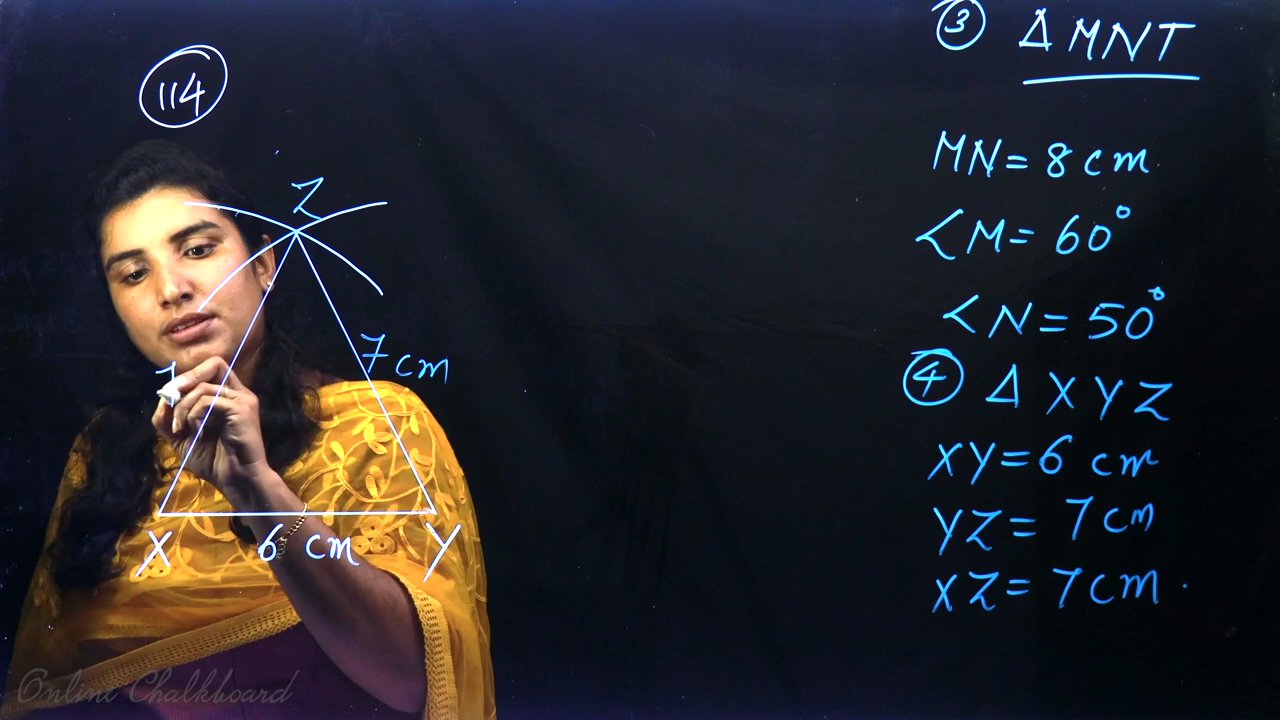 114
Z
7 cm
X 6 cm Y
③ Δ MNT
MN = 8 cm
∠M = 60°
∠N = 50°
④ Δ XYZ
XY = 6 cm
YZ = 7 cm
XZ = 7 cm.
Online Chalkboard